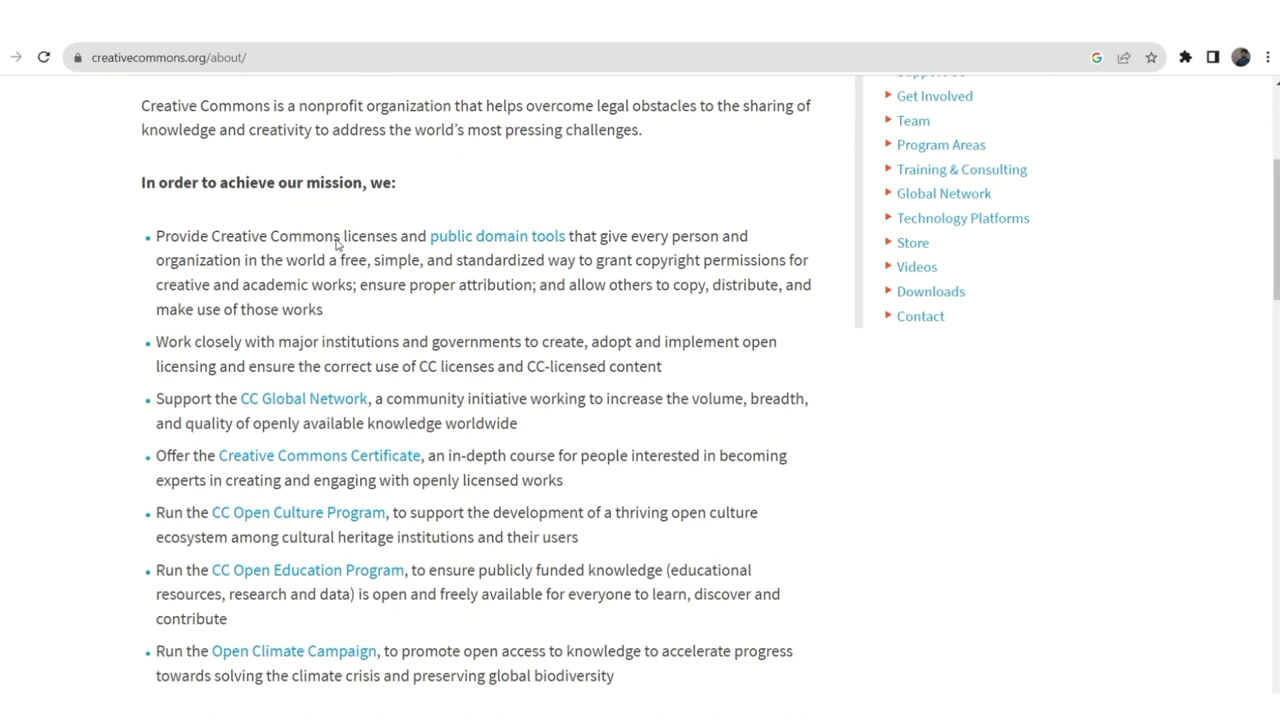 creativecommons.org/about/
Creative Commons is a nonprofit organization that helps overcome legal obstacles to the sharing of
knowledge and creativity to address the world's most pressing challenges.
In order to achieve our mission, we:
Provide Creative Commons licenses and public domain tools that give every person and
organization in the world a free, simple, and standardized way to grant copyright permissions for
creative and academic works; ensure proper attribution; and allow others to copy, distribute, and
make use of those works
Work closely with major institutions and governments to create, adopt and implement open
licensing and ensure the correct use of CC licenses and CC-licensed content
Support the CC Global Network, a community initiative working to increase the volume, breadth,
and quality of openly available knowledge worldwide
Offer the Creative Commons Certificate, an in-depth course for people interested in becoming
experts in creating and engaging with openly licensed works
Run the CC Open Culture Program, to support the development of a thriving open culture
ecosystem among cultural heritage institutions and their users
Run the CC Open Education Program, to ensure publicly funded knowledge (educational
resources, research and data) is open and freely available for everyone to learn, discover and
contribute
Run the Open Climate Campaign, to promote open access to knowledge to accelerate progress
towards solving the climate crisis and preserving global biodiversity
Get Involved
Team
Program Areas
Training & Consulting
Global Network
Technology Platforms
Store
Videos
Downloads
Contact